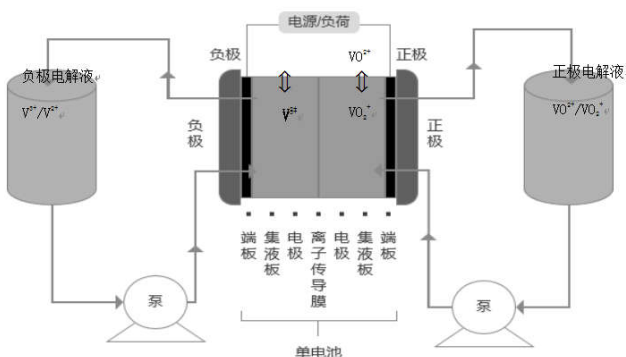 电源/负荷
负极
VO²⁺
正极
负极电解液
V³⁺/V²⁺
正极电解液
VO²⁺/VO₂⁺
VO₂⁺
负极
正极
端板
集液板
电极
离子传导膜
电极
集液板
端板
泵
泵
单电池